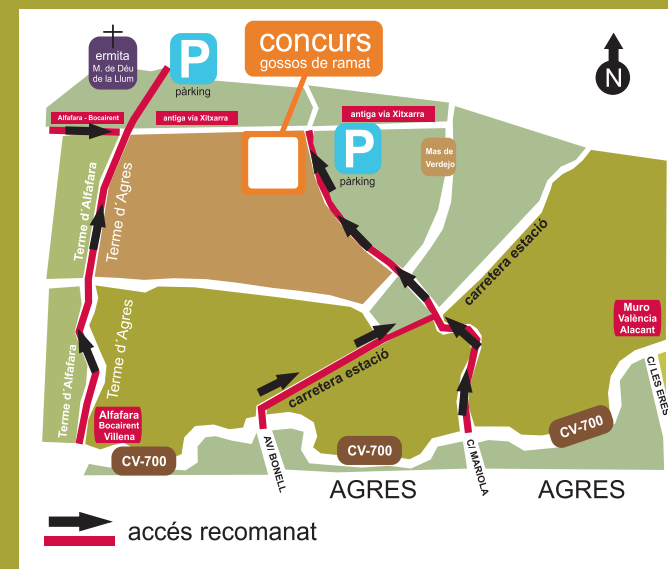 concurs
gossos de ramat
ermita
M. de Déu
de la Llum
P
pàrking
N
Alfafara - Bocairent
antiga via Xitxarra
antiga via Xitxarra
P
pàrking
Mas de
Verdejo
Terme d´Alfafara
Terme d´Agres
carretera estació
Muro
València
Alacant
Terme d´Alfafara
Terme d´Agres
carretera estació
C/ LES ERES
Alfafara
Bocairent
Villena
CV-700
AV/ BONELL
CV-700
C/ MARIOLA
CV-700
AGRES
AGRES
accés recomanat